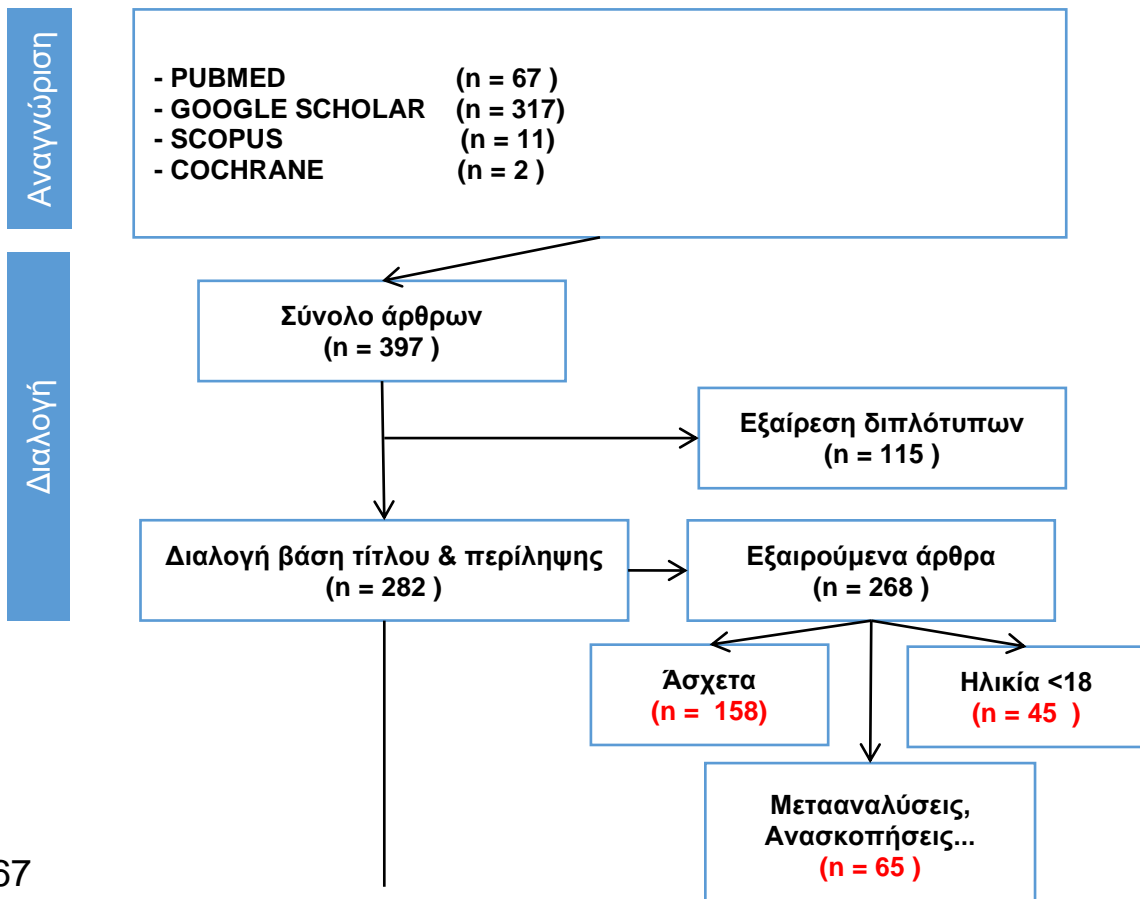 Αναγνώριση
- PUBMED (n = 67 )
- GOOGLE SCHOLAR (n = 317)
- SCOPUS (n = 11)
- COCHRANE (n = 2 )
Διαλογή
Σύνολο άρθρων
(n = 397 )
Εξαίρεση διπλότυπων
(n = 115 )
Διαλογή βάση τίτλου & περίληψης
(n = 282 )
Εξαιρούμενα άρθρα
(n = 268 )
Άσχετα
(n =  158)
Ηλικία <18
(n = 45  )
Μετααναλύσεις,
Ανασκοπήσεις...
(n = 65 )
67